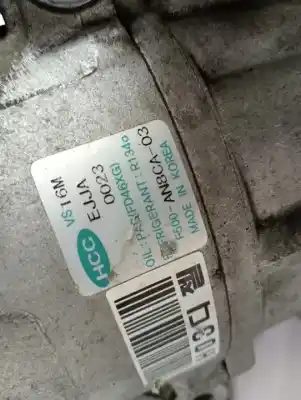 HCC
VS16M
EJJA
0023
OIL : PAG(FD46XG)
REFRIGERANT : R134a
F500-AN8CA-03
MADE IN KOREA